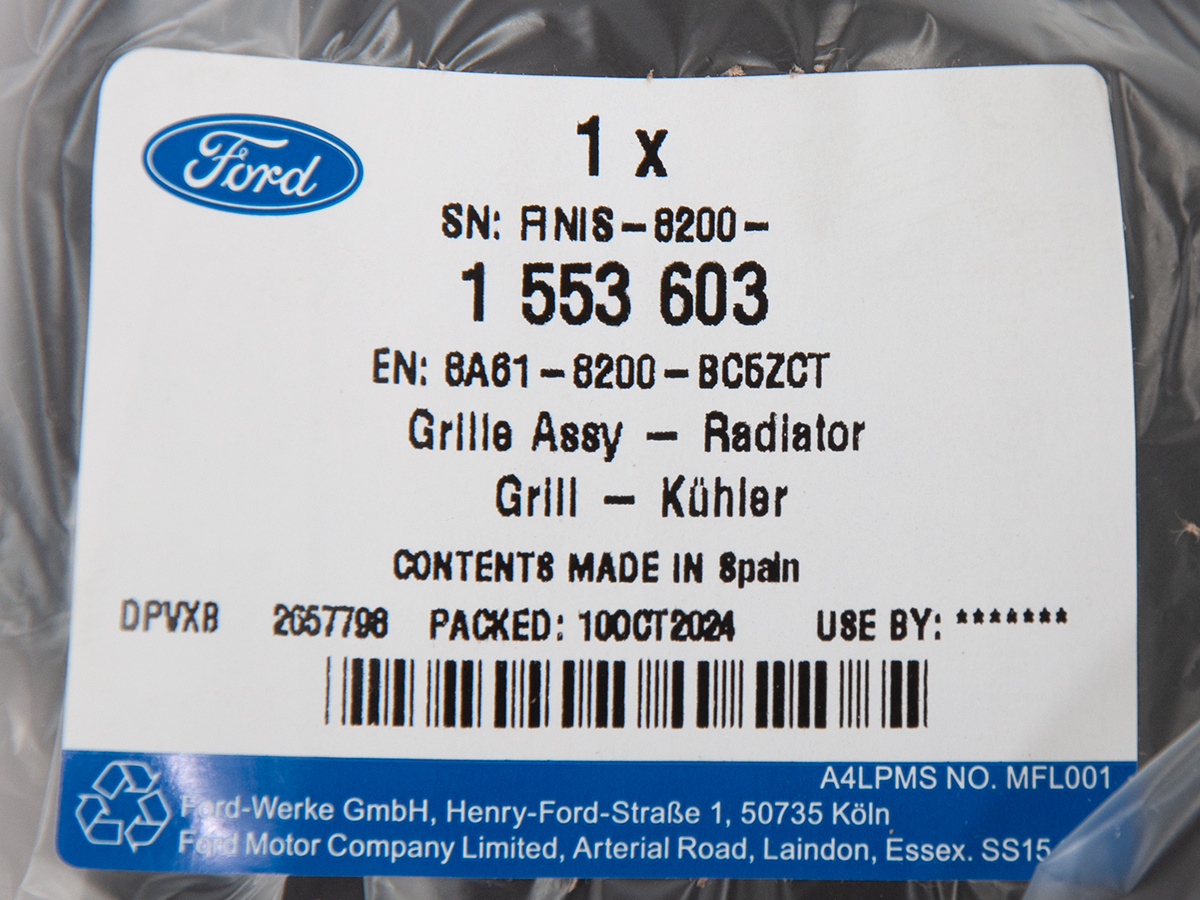 Ford
1 x
SN: FINIS-8200-
1 553 603
EN: 8A61-8200-BC5ZCT
Grille Assy - Radiator
Grill - Kühler
CONTENTS MADE IN Spain
DPVXB 2657798 PACKED: 10OCT2024 USE BY: *******
A4LPMS NO. MFL001
Ford-Werke GmbH, Henry-Ford-Straße 1, 50735 Köln
Ford Motor Company Limited, Arterial Road, Laindon, Essex. SS15